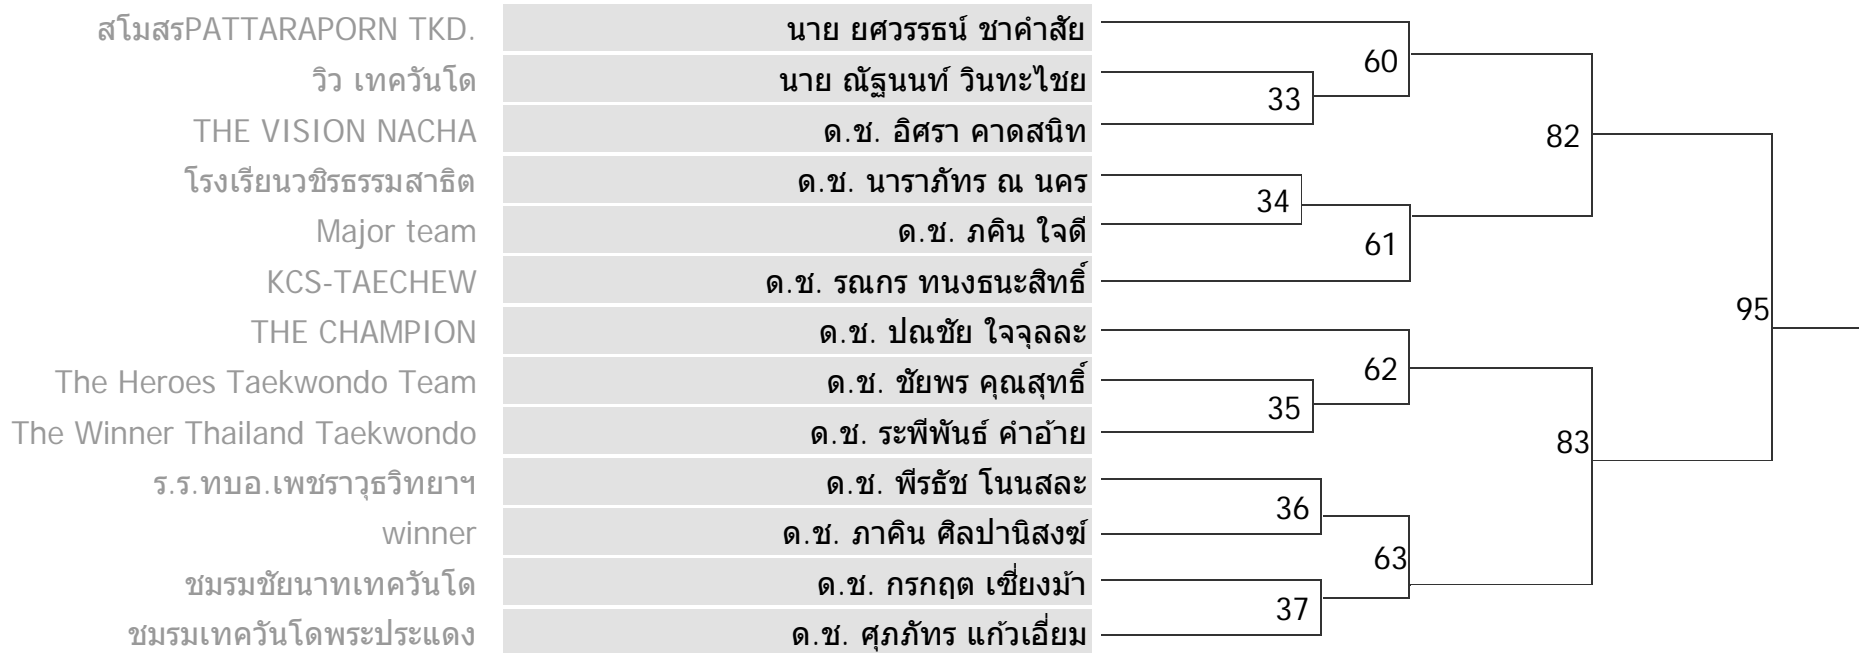 สโมสรPATTARAPORN TKD. นาย ยศวรรธน์ ชาคำสัย
60
วิว เทควันโด นาย ณัฐนนท์ วินทะไชย
33
THE VISION NACHA ด.ช. อิศรา คาดสนิท
82
โรงเรียนวชิรธรรมสาธิต ด.ช. นาราภัทร ณ นคร
34
Major team ด.ช. ภคิน ใจดี
61
KCS-TAECHEW ด.ช. รณกร ทนงธนะสิทธิ์
95
THE CHAMPION ด.ช. ปณชัย ใจจุลละ
62
The Heroes Taekwondo Team ด.ช. ชัยพร คุณสุทธิ์
35
The Winner Thailand Taekwondo ด.ช. ระพีพันธ์ คำอ้าย
83
ร.ร.ทบอ.เพชราวุธวิทยาฯ ด.ช. พีรธัช โนนสละ
36
winner ด.ช. ภาคิน ศิลปานิสงฆ์
63
ชมรมชัยนาทเทควันโด ด.ช. กรกฤต เซี่ยงม้า
37
ชมรมเทควันโดพระประแดง ด.ช. ศุภภัทร แก้วเอี่ยม